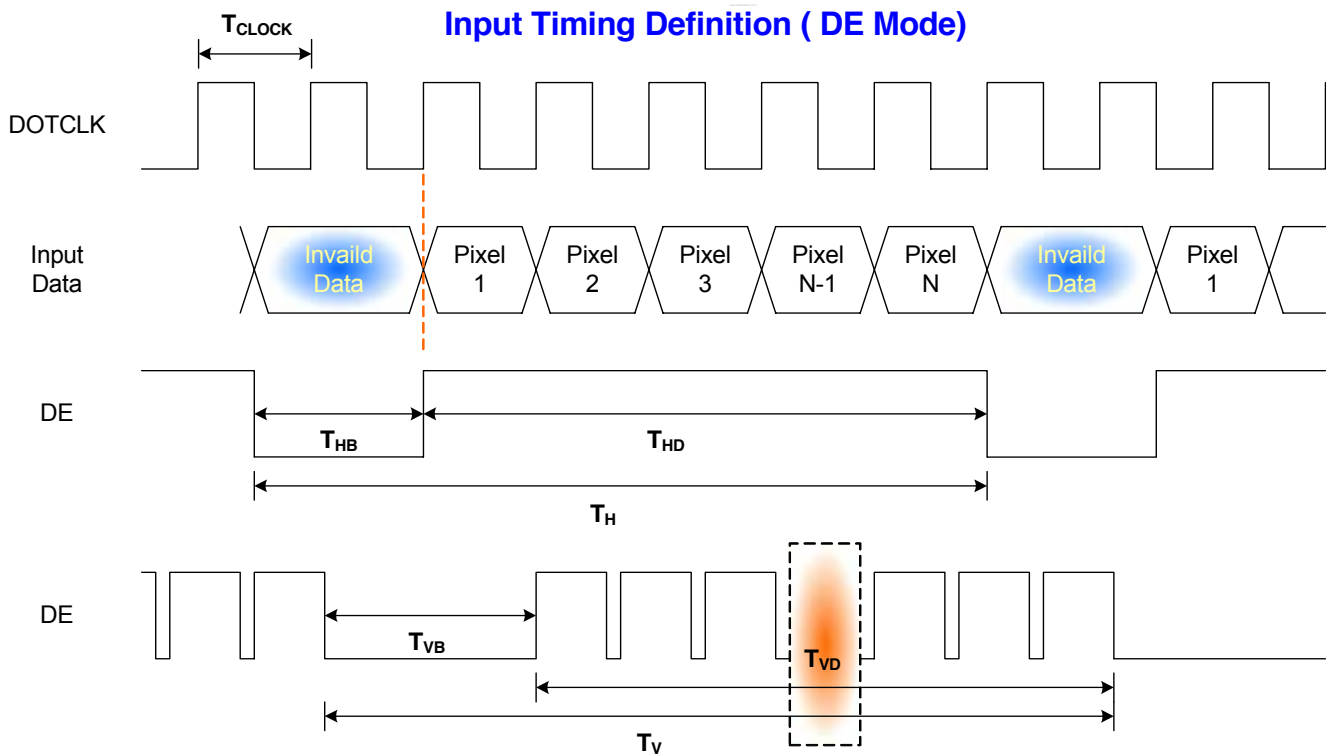 Input Timing Definition ( DE Mode)
TCLOCK
DOTCLK
Input
Data
Invaild
Data
Pixel
1
Pixel
2
Pixel
3
Pixel
N-1
Pixel
N
Invaild
Data
Pixel
1
DE
THB
THD
TH
DE
TVB
TVD
TV